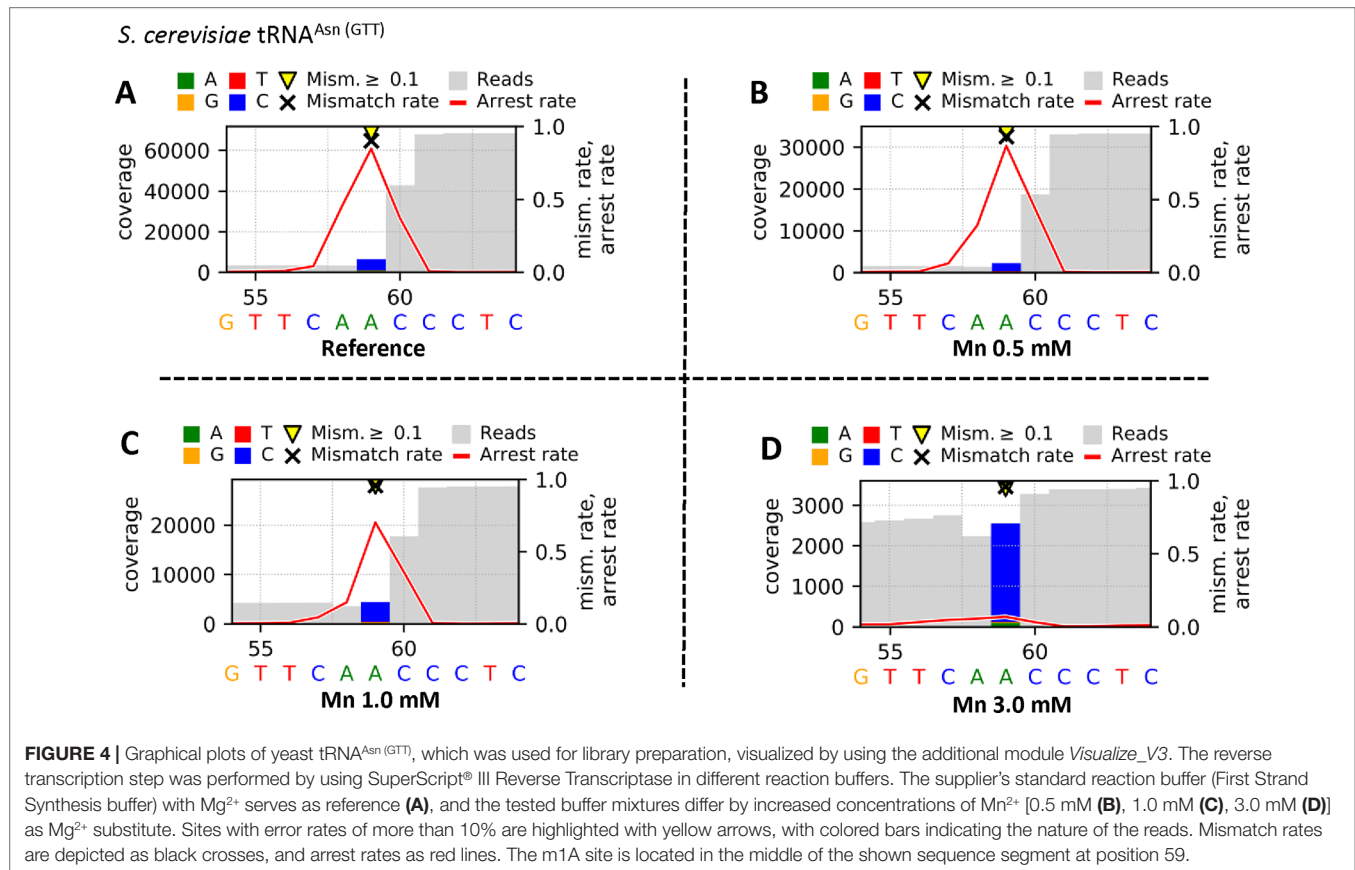 S. cerevisiae tRNA^Asn (GTT)
A
A T Mism. ≥ 0.1 Reads
G C Mismatch rate Arrest rate
60000
40000
20000
0
coverage
1.0
0.5
0.0
mism. rate,
arrest rate
55 60
G T T C A A C C C T C
Reference
B
A T Mism. ≥ 0.1 Reads
G C Mismatch rate Arrest rate
30000
20000
10000
0
coverage
1.0
0.5
0.0
mism. rate,
arrest rate
55 60
G T T C A A C C C T C
Mn 0.5 mM
C
A T Mism. ≥ 0.1 Reads
G C Mismatch rate Arrest rate
20000
10000
0
coverage
1.0
0.5
0.0
mism. rate,
arrest rate
55 60
G T T C A A C C C T C
Mn 1.0 mM
D
A T Mism. ≥ 0.1 Reads
G C Mismatch rate Arrest rate
3000
2000
1000
0
coverage
1.0
0.5
0.0
mism. rate,
arrest rate
55 60
G T T C A A C C C T C
Mn 3.0 mM
FIGURE 4 | Graphical plots of yeast tRNA^Asn (GTT), which was used for library preparation, visualized by using the additional module Visualize_V3. The reverse
transcription step was performed by using SuperScript® III Reverse Transcriptase in different reaction buffers. The supplier's standard reaction buffer (First Strand
Synthesis buffer) with Mg²⁺ serves as reference (A), and the tested buffer mixtures differ by increased concentrations of Mn²⁺ [0.5 mM (B), 1.0 mM (C), 3.0 mM (D)]
as Mg²⁺ substitute. Sites with error rates of more than 10% are highlighted with yellow arrows, with colored bars indicating the nature of the reads. Mismatch rates
are depicted as black crosses, and arrest rates as red lines. The m1A site is located in the middle of the shown sequence segment at position 59.